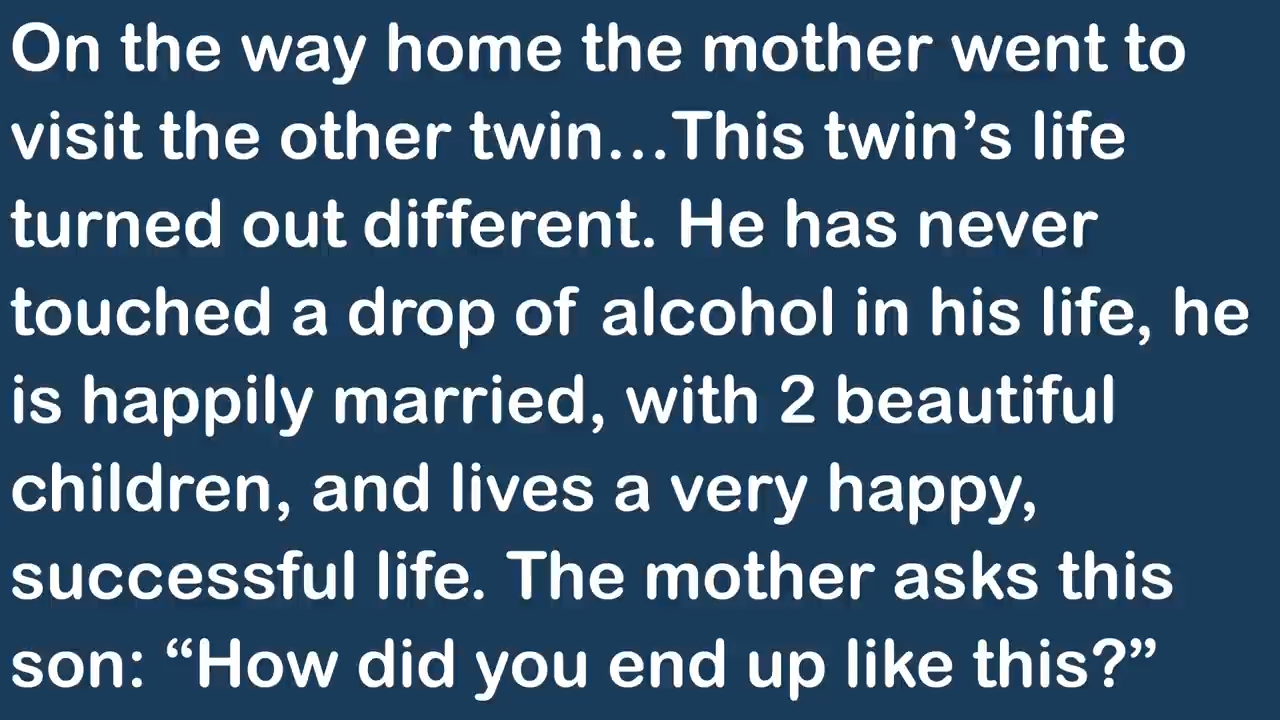 On the way home the mother went to
visit the other twin...This twin’s life
turned out different. He has never
touched a drop of alcohol in his life, he
is happily married, with 2 beautiful
children, and lives a very happy,
successful life. The mother asks this
son: “How did you end up like this?”